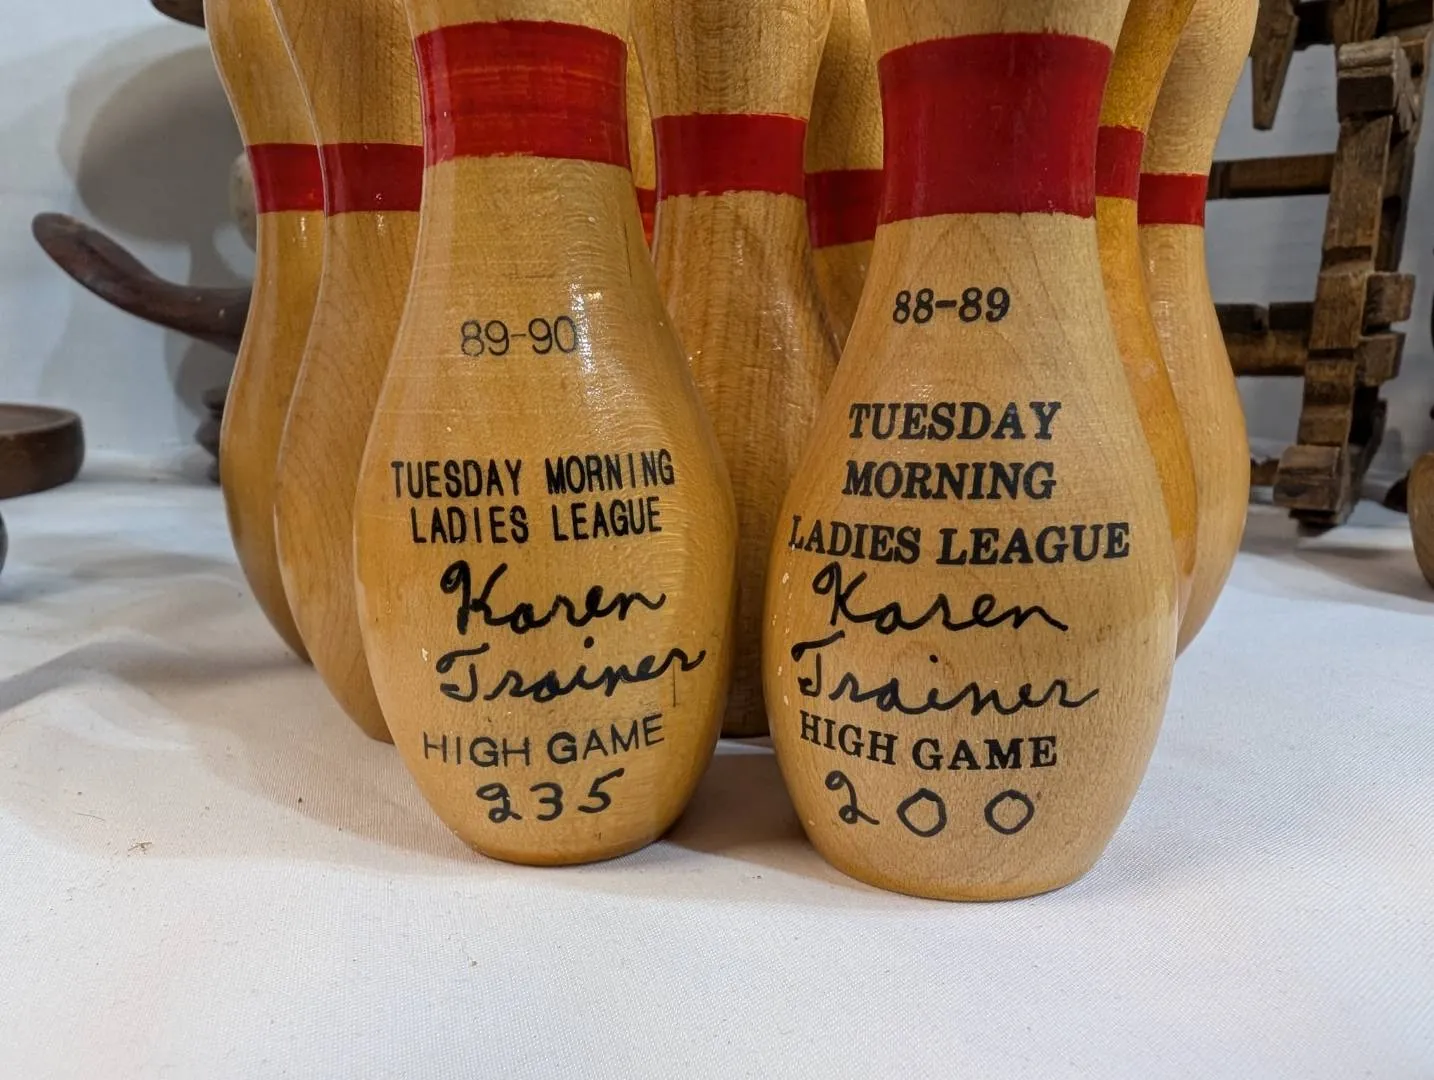 89-90
TUESDAY MORNING
LADIES LEAGUE
Karen
Trainer
HIGH GAME
235
88-89
TUESDAY
MORNING
LADIES LEAGUE
Karen
Trainer
HIGH GAME
200